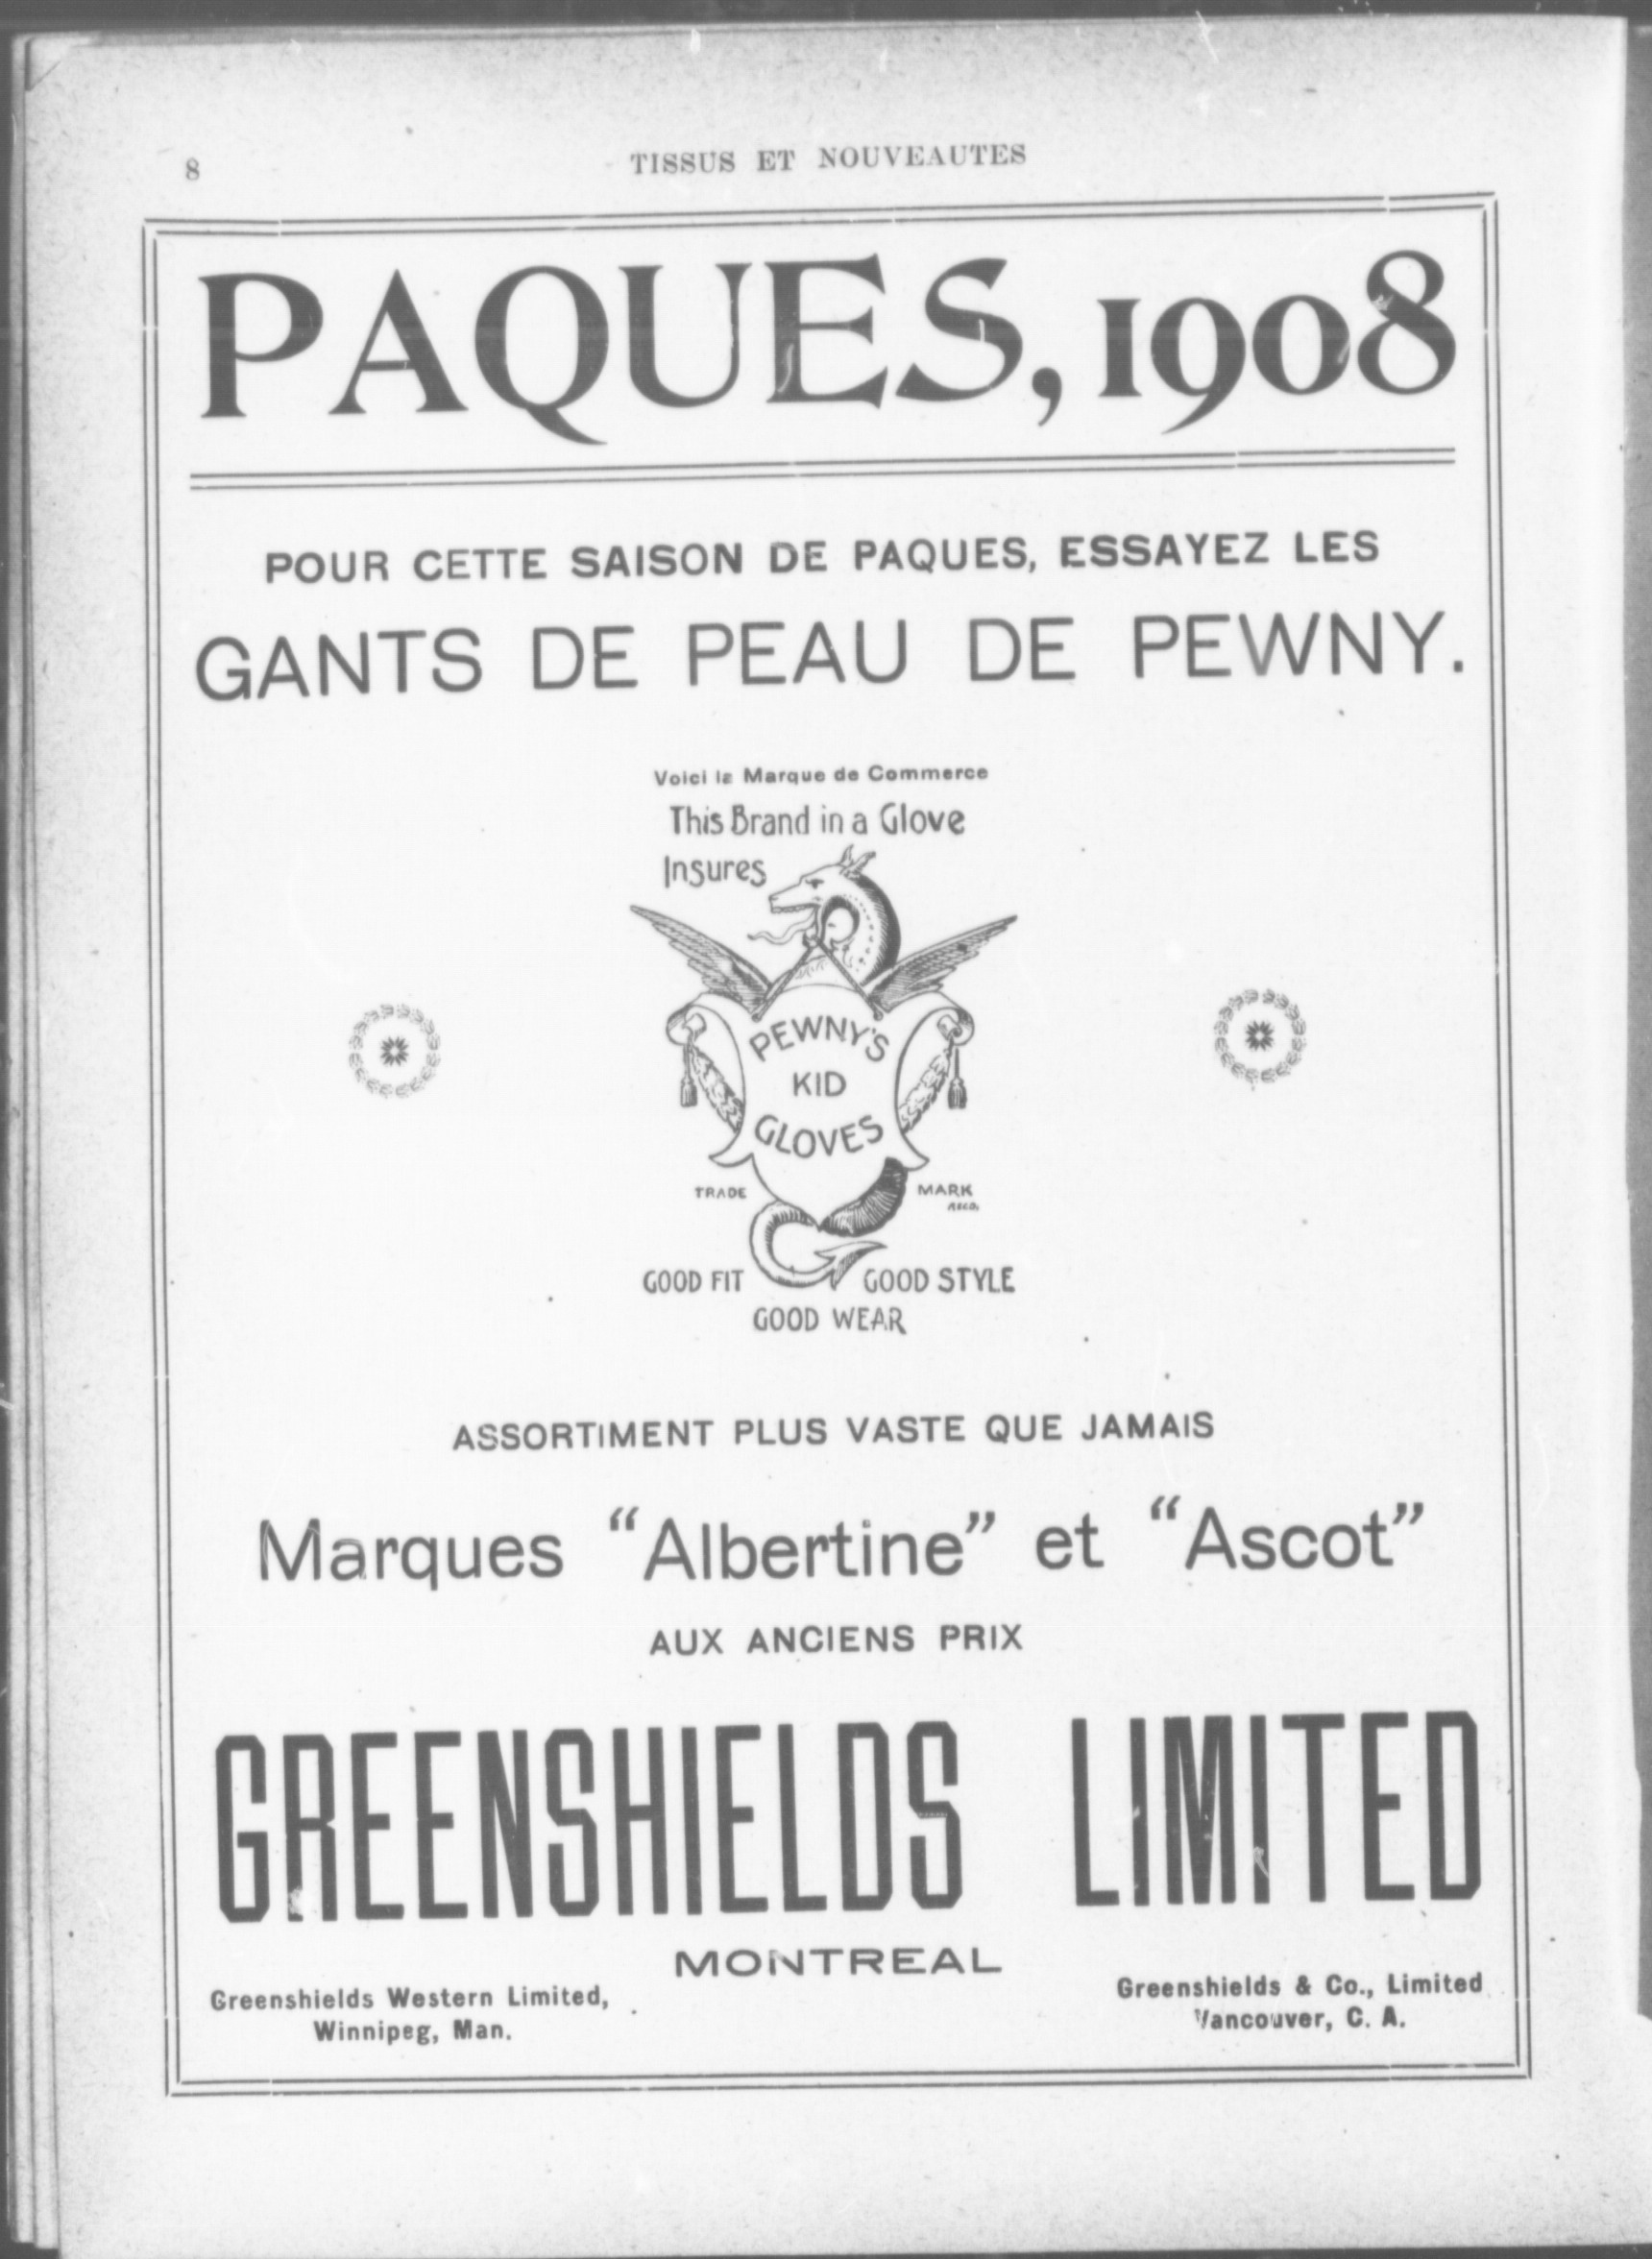 8
TISSUS ET NOUVEAUTES
PAQUES, 1908
POUR CETTE SAISON DE PAQUES, ESSAYEZ LES
GANTS DE PEAU DE PEWNY.
Voici la Marque de Commerce
This Brand in a Glove
Insures
PEWNY'S
KID
GLOVES
TRADE MARK
REGD.
GOOD FIT GOOD STYLE
GOOD WEAR
ASSORTIMENT PLUS VASTE QUE JAMAIS
Marques "Albertine" et "Ascot"
AUX ANCIENS PRIX
GREENSHIELDS LIMITED
MONTREAL
Greenshields Western Limited,
Winnipeg, Man.
Greenshields & Co., Limited
Vancouver, C. A.